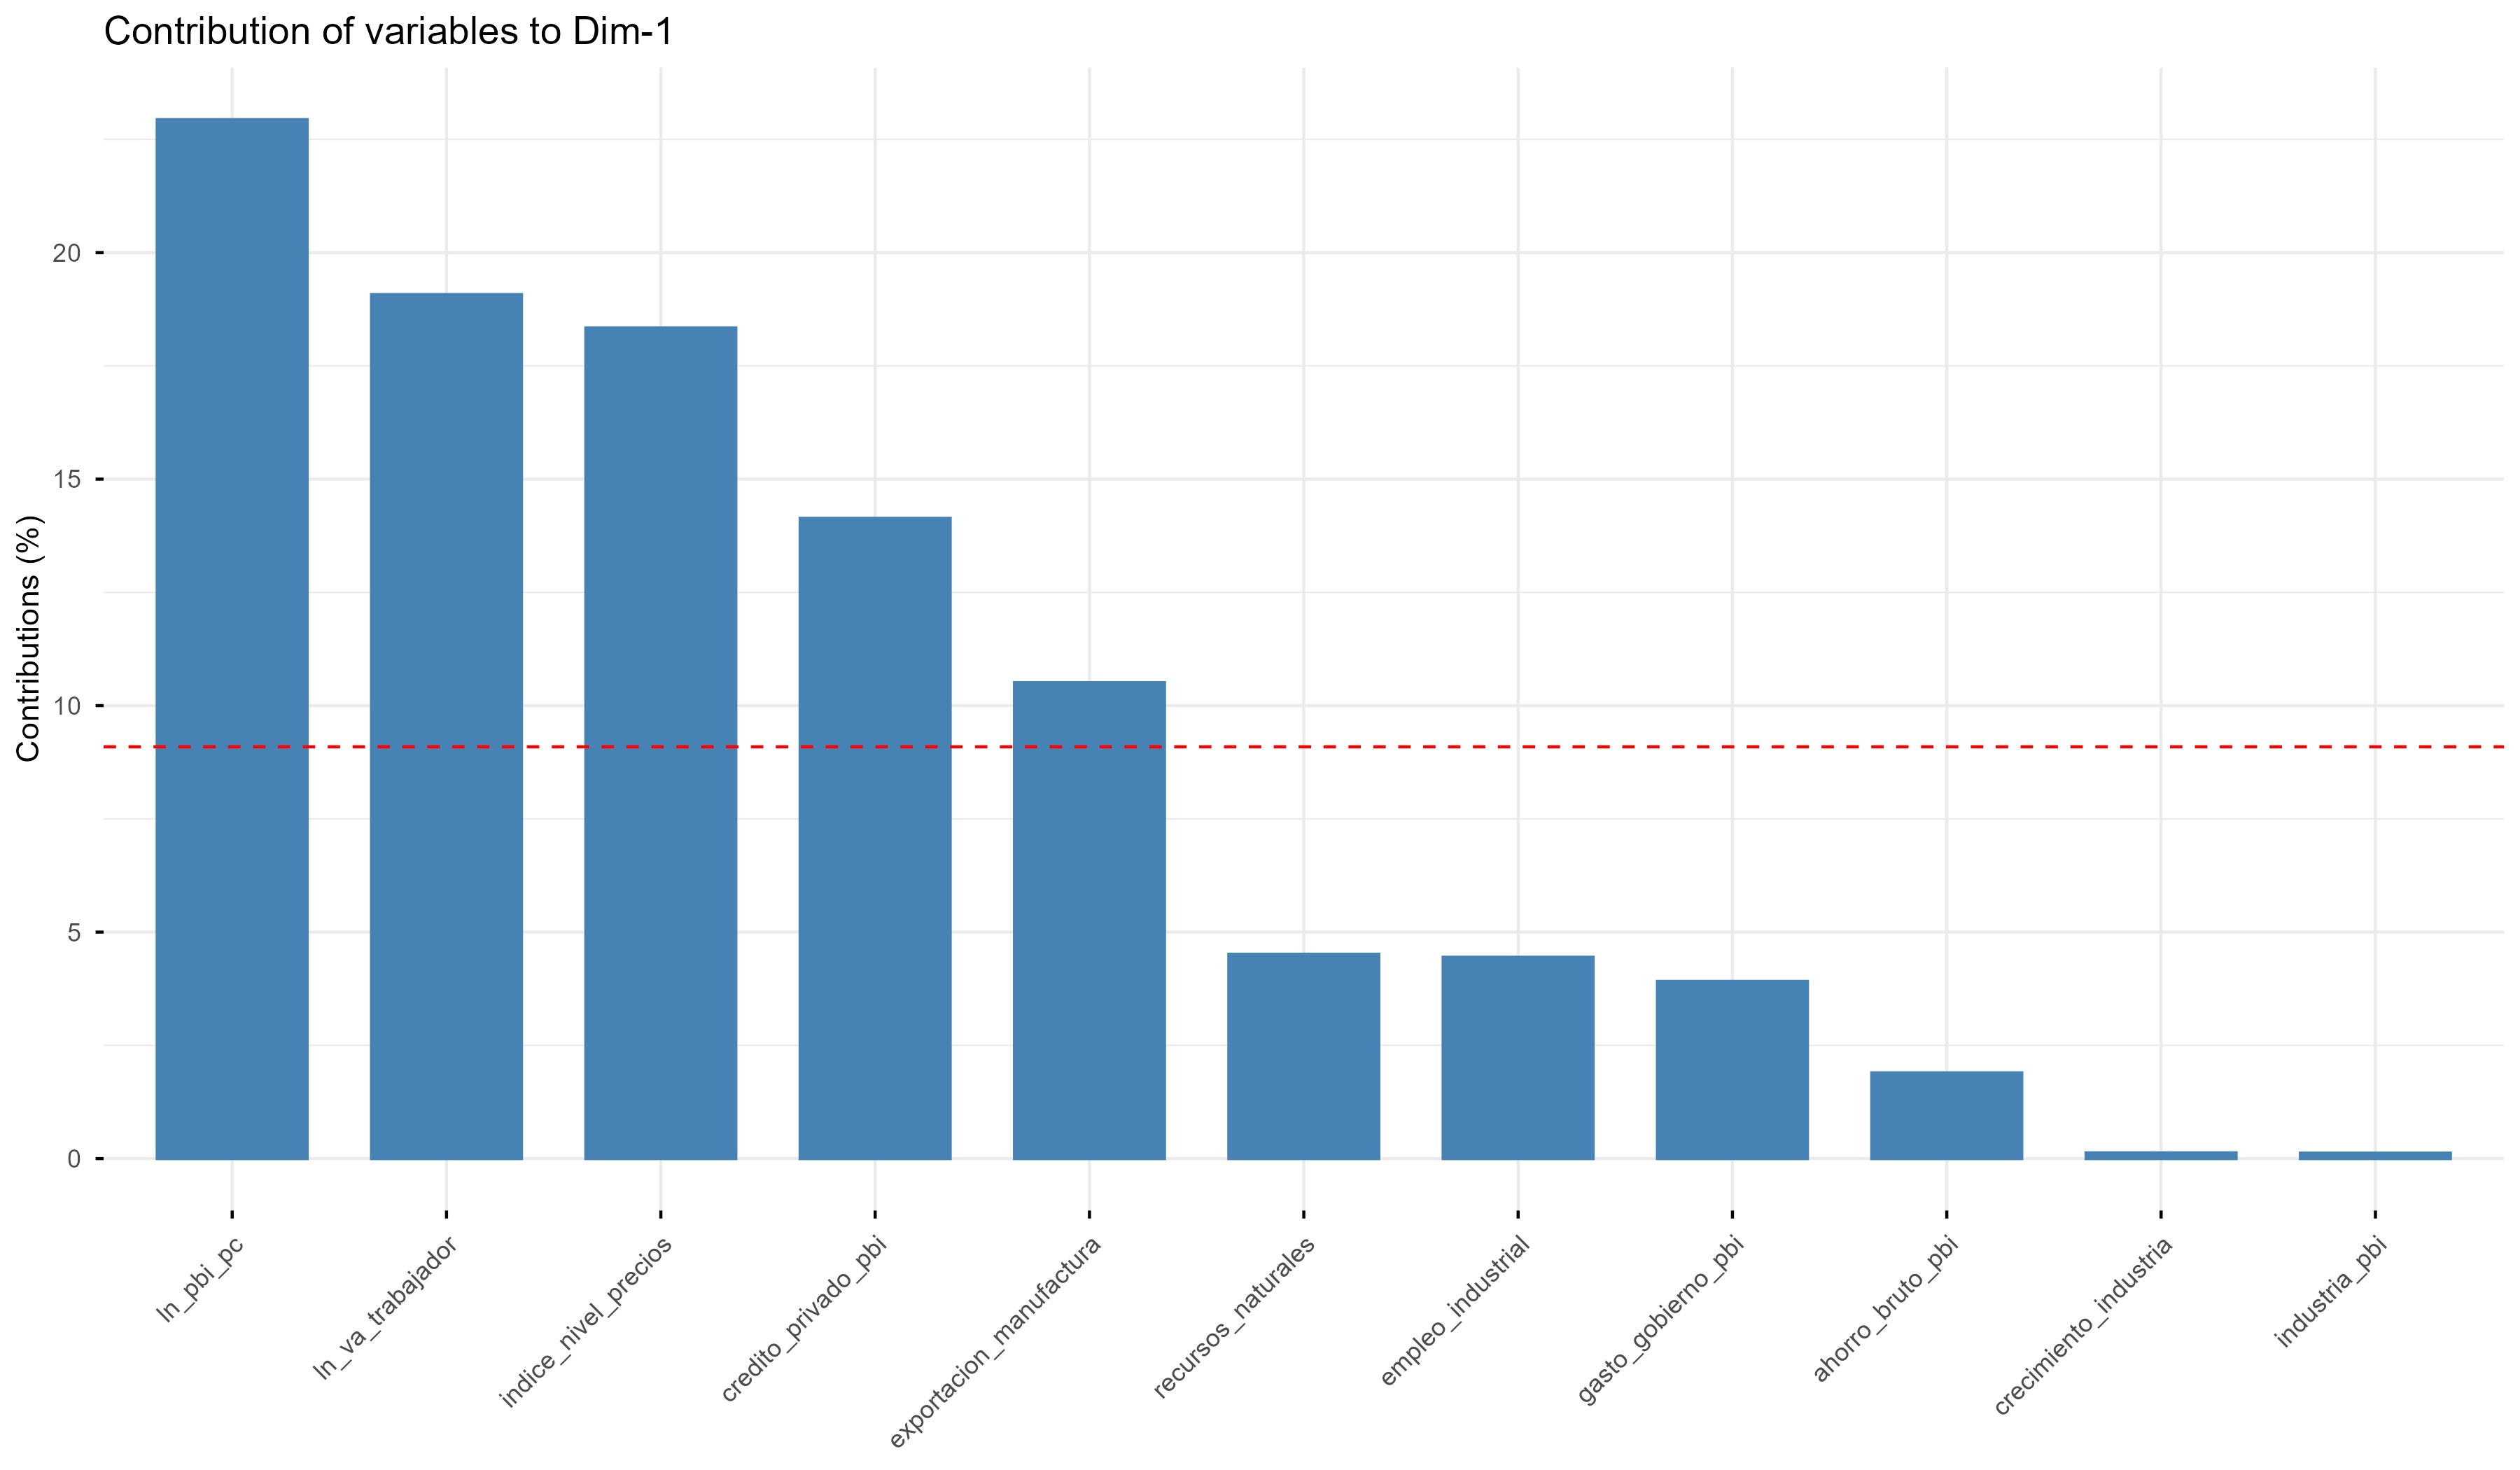 Contribution of variables to Dim-1
Contributions (%)
20
15
10
5
0
ln_pbi_pc
ln_va_trabajador
indice_nivel_precios
credito_privado_pbi
exportacion_manufactura
recursos_naturales
empleo_industrial
gasto_gobierno_pbi
ahorro_bruto_pbi
crecimiento_industria
industria_pbi